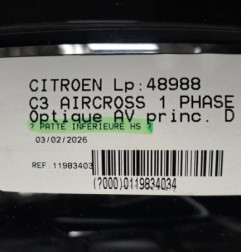 CITROEN Lp:48988
C3 AIRCROSS 1 PHASE
Optique AV princ. D
? PATTE INFERIEURE HS ?
03/02/2026
REF 11983403
(?000)0119834034